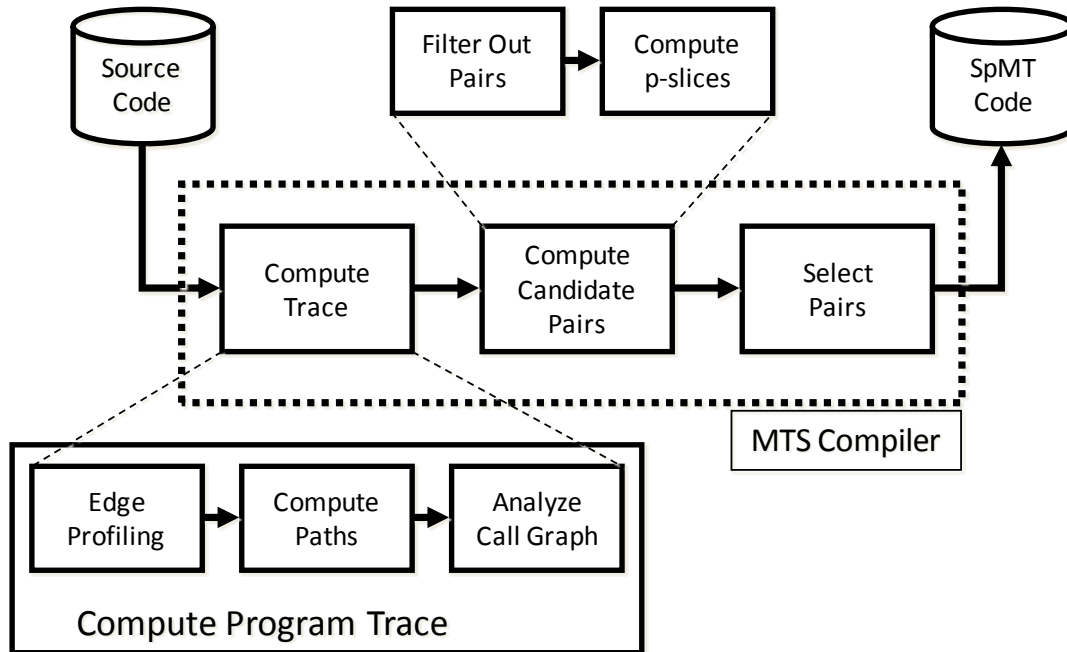 Source
Code
Filter Out
Pairs
Compute
p-slices
SpMT
Code
Compute
Trace
Compute
Candidate
Pairs
Select
Pairs
MTS Compiler
Edge
Profiling
Compute
Paths
Analyze
Call Graph
Compute Program Trace